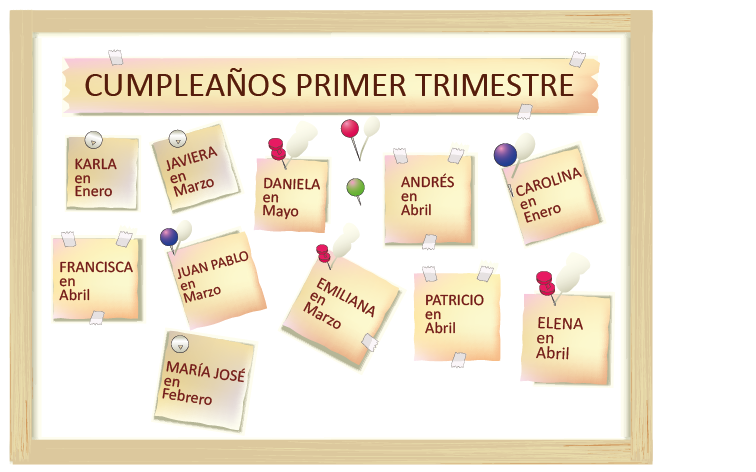 CUMPLEAÑOS PRIMER TRIMESTRE
KARLA
en
Enero
JAVIERA
en
Marzo
DANIELA
en
Mayo
ANDRÉS
en
Abril
CAROLINA
en
Enero
FRANCISCA
en
Abril
JUAN PABLO
en
Marzo
EMILIANA
en
Marzo
PATRICIO
en
Abril
ELENA
en
Abril
MARÍA JOSÉ
en
Febrero